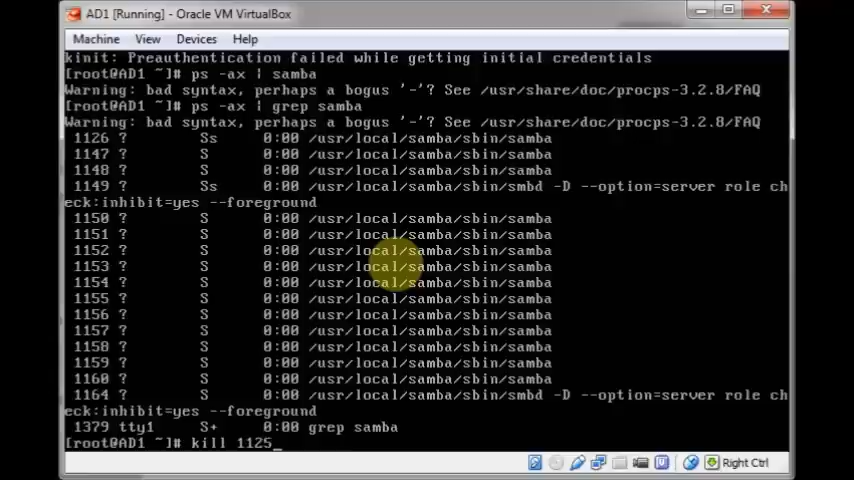 AD1 [Running] - Oracle VM VirtualBox
Machine View Devices Help
kinit: Preauthentication failed while getting initial credentials
[root@AD1 ~]# ps -ax | samba
Warning: bad syntax, perhaps a bogus '-'? See /usr/share/doc/procps-3.2.8/FAQ
[root@AD1 ~]# ps -ax | grep samba
Warning: bad syntax, perhaps a bogus '-'? See /usr/share/doc/procps-3.2.8/FAQ
1126 ? Ss 0:00 /usr/local/samba/sbin/samba
1147 ? S 0:00 /usr/local/samba/sbin/samba
1148 ? S 0:00 /usr/local/samba/sbin/samba
1149 ? Ss 0:00 /usr/local/samba/sbin/smbd -D --option=server role ch
eck:inhibit=yes --foreground
1150 ? S 0:00 /usr/local/samba/sbin/samba
1151 ? S 0:00 /usr/local/samba/sbin/samba
1152 ? S 0:00 /usr/local/samba/sbin/samba
1153 ? S 0:00 /usr/local/samba/sbin/samba
1154 ? S 0:00 /usr/local/samba/sbin/samba
1155 ? S 0:00 /usr/local/samba/sbin/samba
1156 ? S 0:00 /usr/local/samba/sbin/samba
1157 ? S 0:00 /usr/local/samba/sbin/samba
1158 ? S 0:00 /usr/local/samba/sbin/samba
1159 ? S 0:00 /usr/local/samba/sbin/samba
1160 ? S 0:00 /usr/local/samba/sbin/samba
1164 ? S 0:00 /usr/local/samba/sbin/smbd -D --option=server role ch
eck:inhibit=yes --foreground
1379 tty1 S+ 0:00 grep samba
[root@AD1 ~]# kill 1125_
Right Ctrl